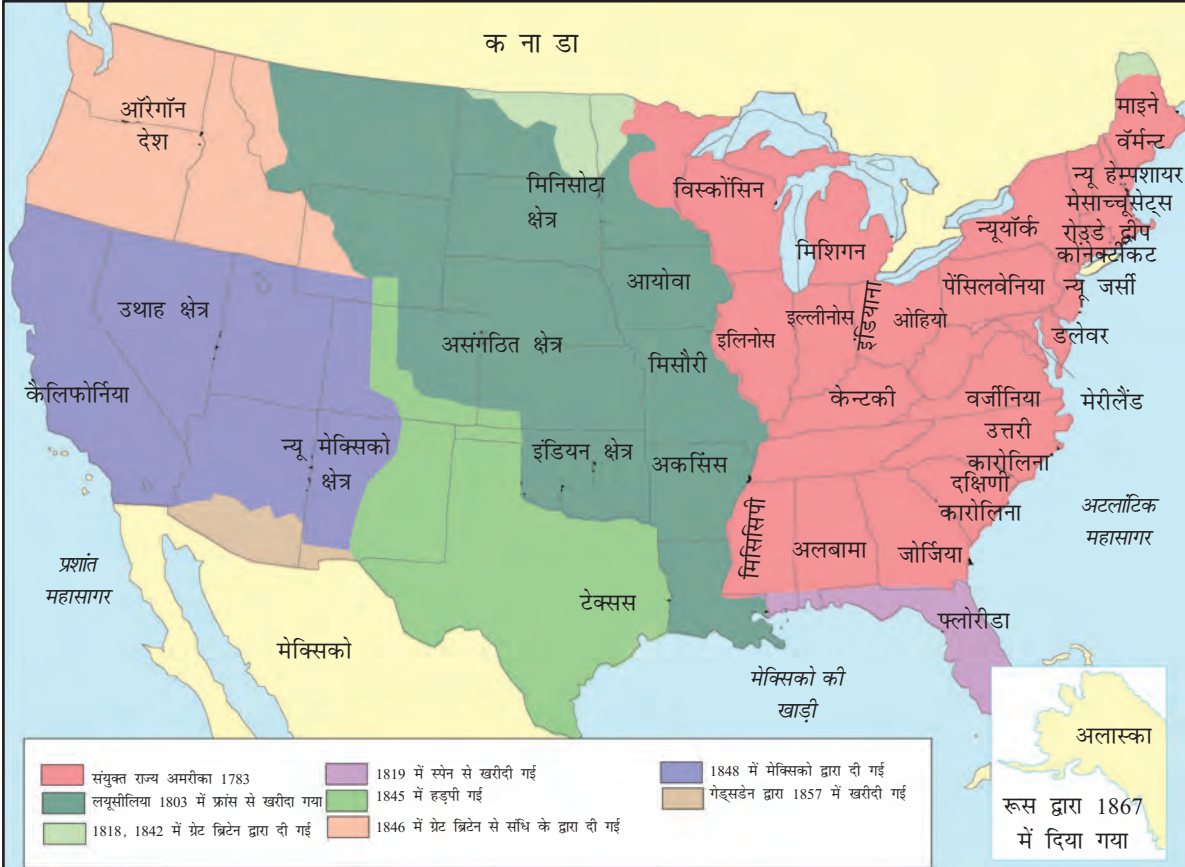 क ना डा
ऑरेगॉन
देश
माइने
वॅर्मन्ट
न्यू हेम्पशायर
मेसाच्चूसेट्स
रोउडे द्वीप
कोनेक्टीकट
मिनिसोटा
क्षेत्र
विस्कोंसिन
न्यूयॉर्क
मिशिगन
आयोवा
पेंसिलवेनिया
न्यू जर्सी
उथाह क्षेत्र
इल्लीनोस
इंडियाना
ओहियो
असंगठित क्षेत्र
इलिनोस
डलेवर
मिसौरी
कैलिफोर्निया
केन्टकी
वर्जीनिया
मेरीलैंड
न्यू मेक्सिको
क्षेत्र
इंडियन क्षेत्र
अकसिंस
उत्तरी
कारोलिना
दक्षिणी
कारोलिना
अटलांटिक
महासागर
मिसिसिपी
अलबामा
जोर्जिया
प्रशांत
महासागर
टेक्सस
फ्लोरीडा
मेक्सिको
मेक्सिको की
खाड़ी
अलास्का
रूस द्वारा 1867
में दिया गया
संयुक्त राज्य अमरीका 1783
लयूसीलिया 1803 में फ्रांस से खरीदा गया
1818, 1842 में ग्रेट ब्रिटेन द्वारा दी गई
1819 में स्पेन से खरीदी गई
1845 में हड़पी गई
1846 में ग्रेट ब्रिटेन से संधि के द्वारा दी गई
1848 में मेक्सिको द्वारा दी गई
गेड्सडेन द्वारा 1857 में खरीदी गई